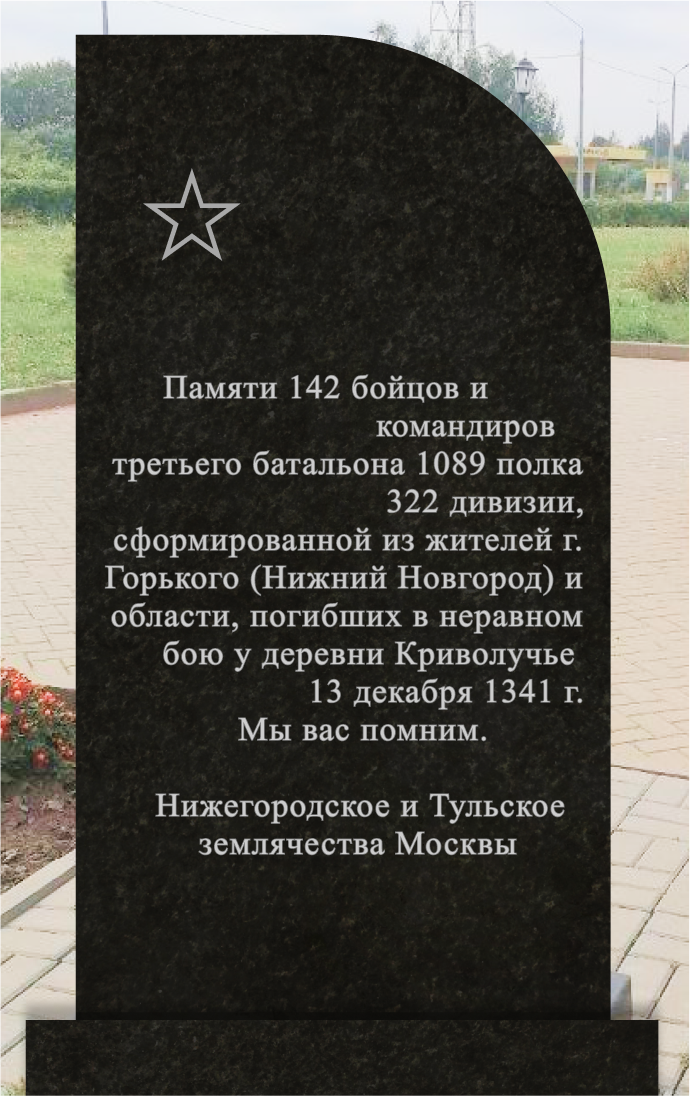 Памяти 142 бойцов и
командиров
третьего батальона 1089 полка
322 дивизии,
сформированной из жителей г.
Горького (Нижний Новгород) и
области, погибших в неравном
бою у деревни Криволучье
13 декабря 1341 г.
Мы вас помним.
Нижегородское и Тульское
землячества Москвы